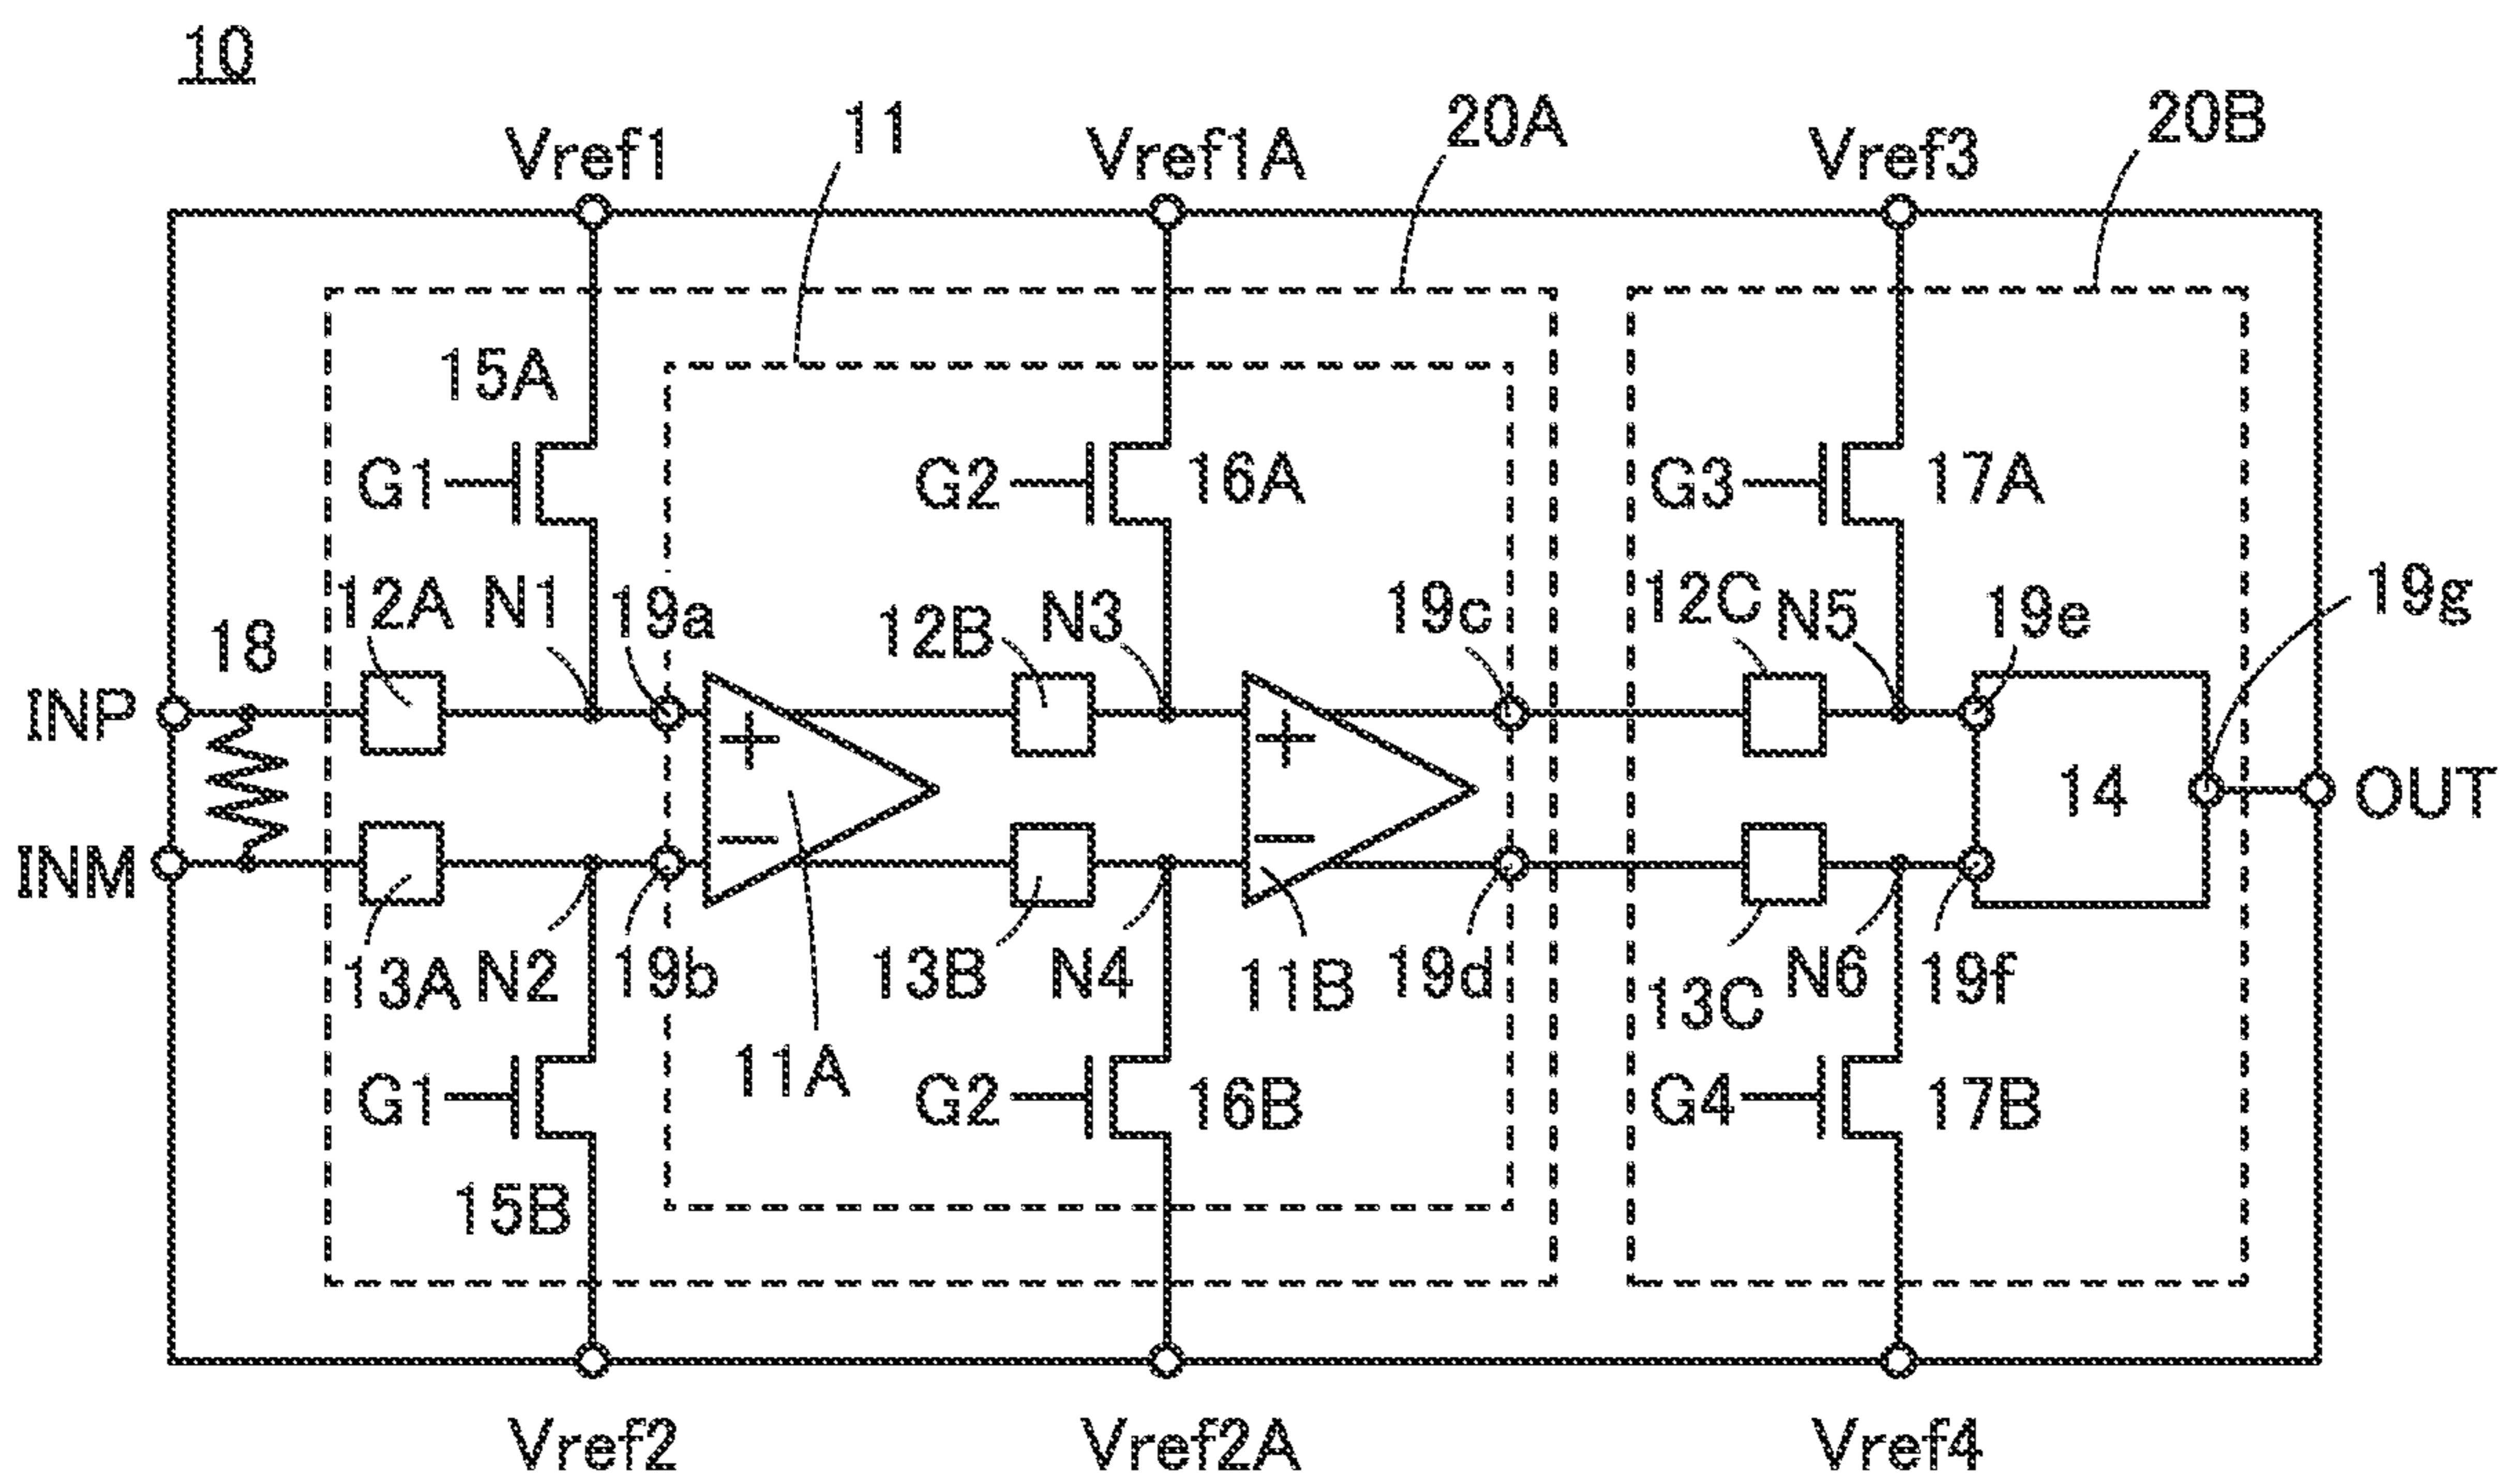 10
11
20A
20B
Vref1
Vref1A
Vref3
15A
G1
G2
16A
G3
17A
12A
N1
19a
12B
N3
19c
12C
N5
19e
19g
18
INP
+
+
14
OUT
INM
−
−
13A
N2
19b
13B
N4
11B
19d
13C
N6
19f
11A
G1
G2
16B
G4
17B
15B
Vref2
Vref2A
Vref4